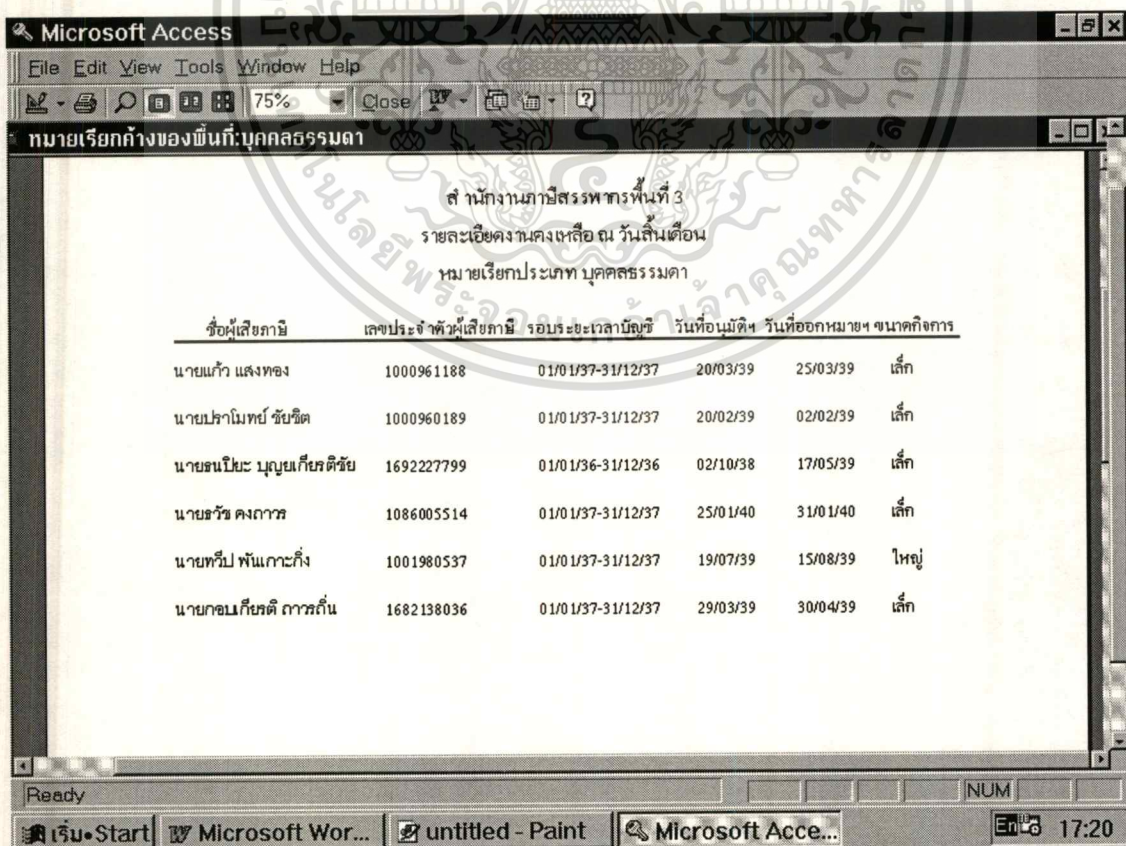 Microsoft Access
File Edit View Tools Window Help
75% Close
หมายเรียกค้างของพื้นที่:บุคคลธรรมดา
สำนักงานภาษีสรรพากรพื้นที่ 3
รายละเอียดงานคงเหลือ ณ วันสิ้นเดือน
หมายเรียกประเภท บุคคลธรรมดา
ชื่อผู้เสียภาษี เลขประจำตัวผู้เสียภาษี รอบระยะเวลาบัญชี วันที่อนุมัติฯ วันที่ออกหมายฯ ขนาดกิจการ
นายแก้ว แสงทอง 1000961188 01/01/37-31/12/37 20/03/39 25/03/39 เล็ก
นายปราโมทย์ ชัยชิต 1000960189 01/01/37-31/12/37 20/02/39 02/02/39 เล็ก
นายธนปิยะ บุญยเกียรติชัย 1692227799 01/01/36-31/12/36 02/10/38 17/05/39 เล็ก
นายธวัช คงถาวร 1086005514 01/01/37-31/12/37 25/01/40 31/01/40 เล็ก
นายทวีป พันเกาะกิ่ง 1001980537 01/01/37-31/12/37 19/07/39 15/08/39 ใหญ่
นายกอบเกียรติ ถาวรถิ่น 1682138036 01/01/37-31/12/37 29/03/39 30/04/39 เล็ก
Ready NUM
เริ่ม•Start Microsoft Wor... untitled - Paint Microsoft Acce... En 17:20